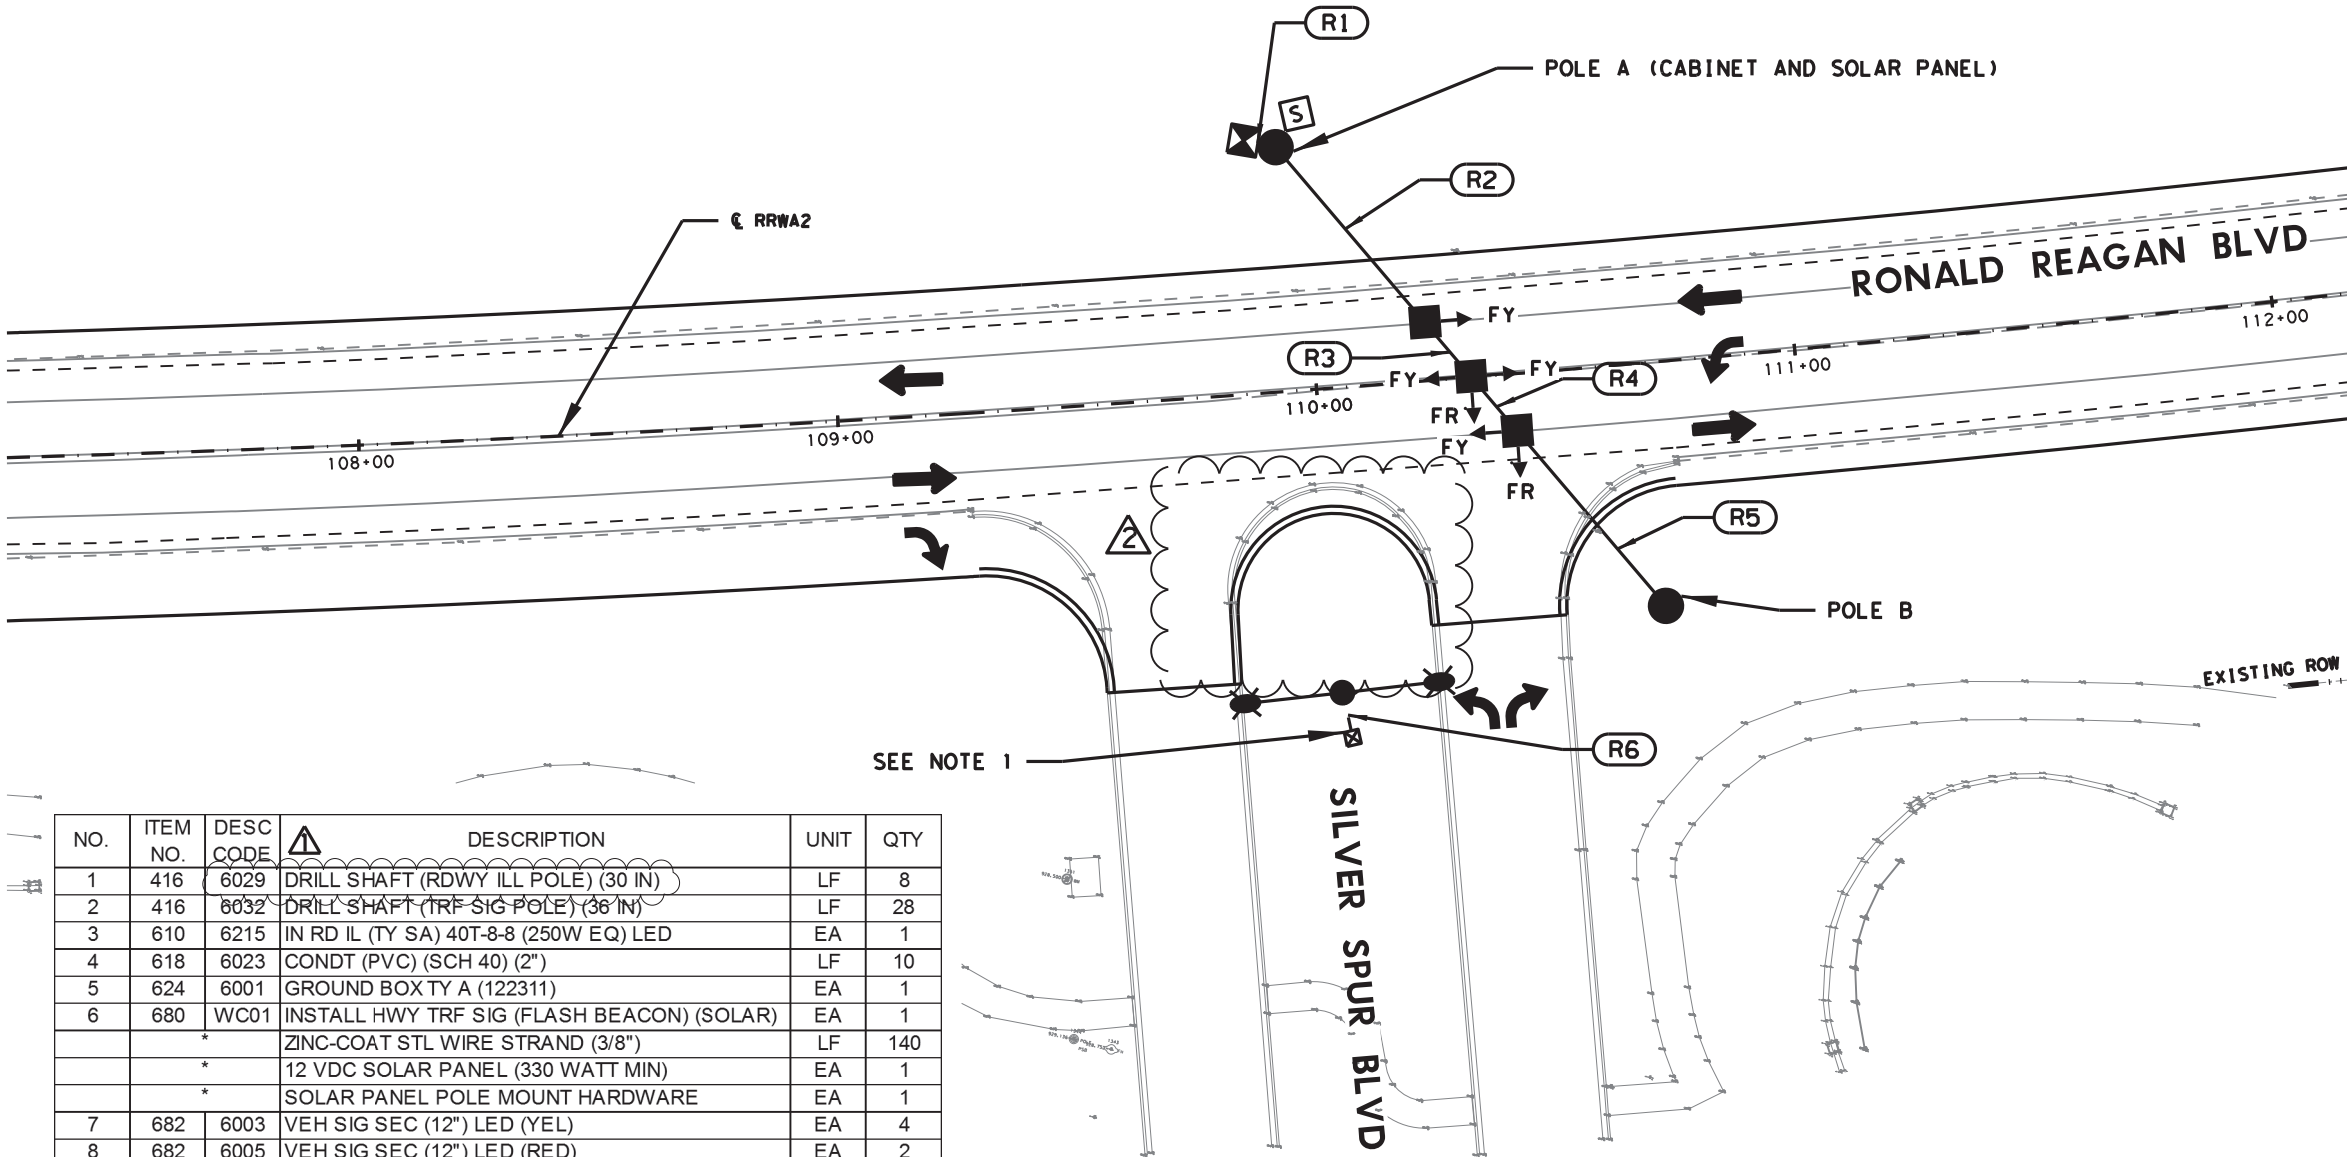 R1
POLE A (CABINET AND SOLAR PANEL)
S
R2
℄ RRWA2
RONALD REAGAN BLVD
FY
112+00
R3
FY
FY
R4
111+00
110+00
FR
109+00
FY
108+00
FR
R5
2
POLE B
EXISTING ROW
SEE NOTE 1
R6
SILVER SPUR BLVD
NO. ITEM NO. DESC CODE 1 DESCRIPTION UNIT QTY
1 416 6029 DRILL SHAFT (RDWY ILL POLE) (30 IN) LF 8
2 416 6032 DRILL SHAFT (TRF SIG POLE) (36 IN) LF 28
3 610 6215 IN RD IL (TY SA) 40T-8-8 (250W EQ) LED EA 1
4 618 6023 CONDT (PVC) (SCH 40) (2") LF 10
5 624 6001 GROUND BOX TY A (122311) EA 1
6 680 WC01 INSTALL HWY TRF SIG (FLASH BEACON) (SOLAR) EA 1
* ZINC-COAT STL WIRE STRAND (3/8") LF 140
* 12 VDC SOLAR PANEL (330 WATT MIN) EA 1
* SOLAR PANEL POLE MOUNT HARDWARE EA 1
7 682 6003 VEH SIG SEC (12") LED (YEL) EA 4
8 682 6005 VEH SIG SEC (12") LED (RED) EA 2